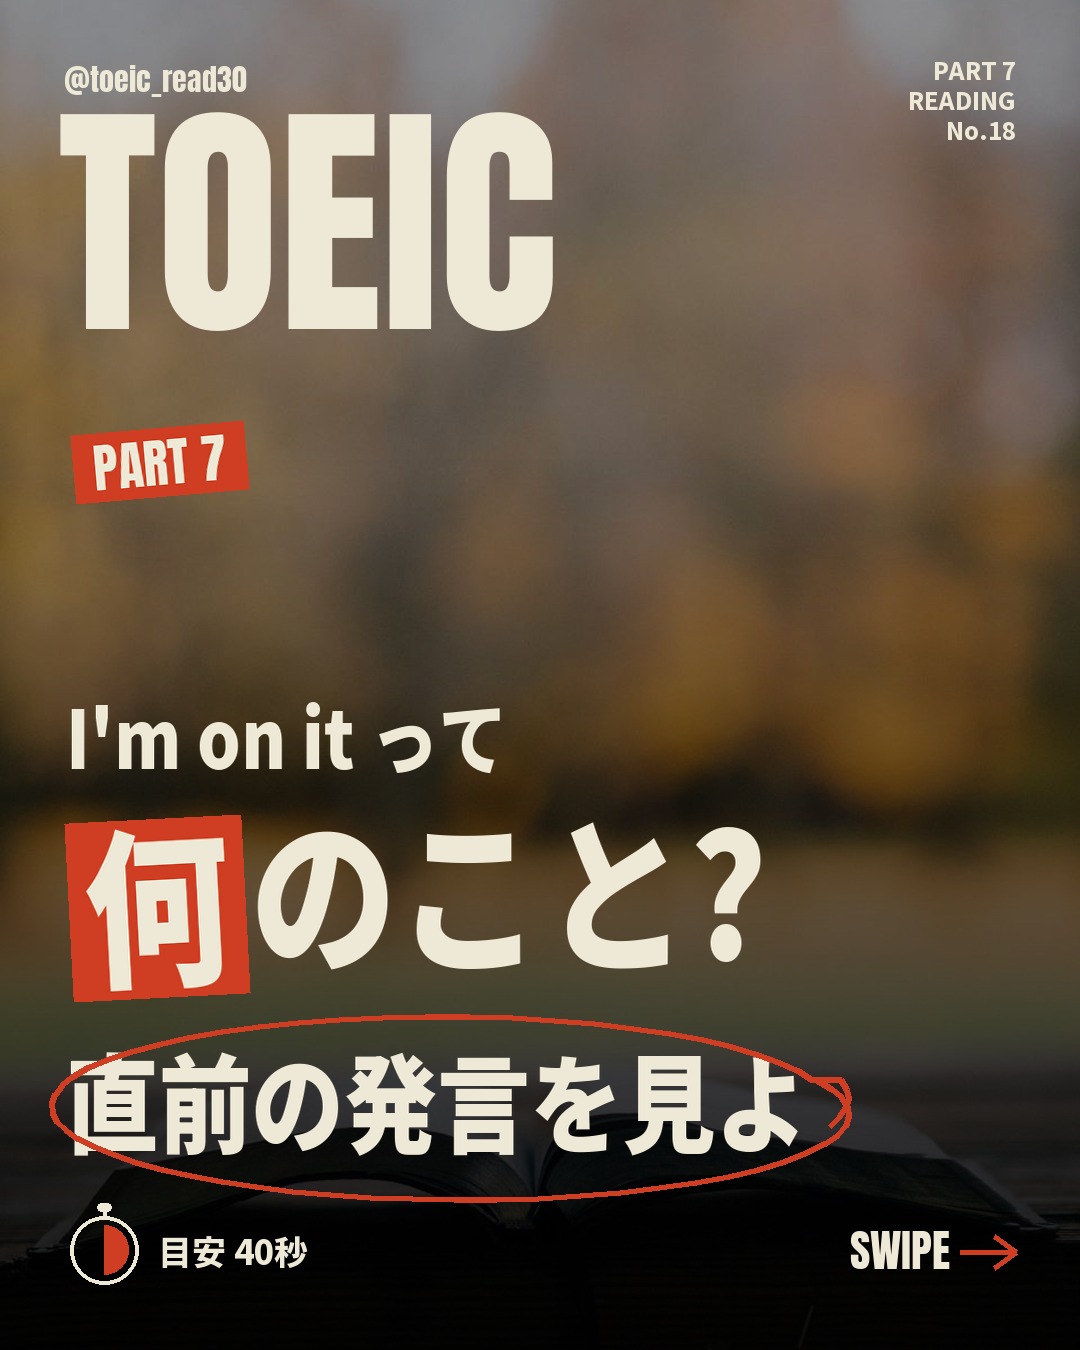 @toeic_read30
PART 7
READING
No.18
TOEIC
PART 7
I'm on it って
何のこと?
直前の発言を見よ
目安 40秒
SWIPE